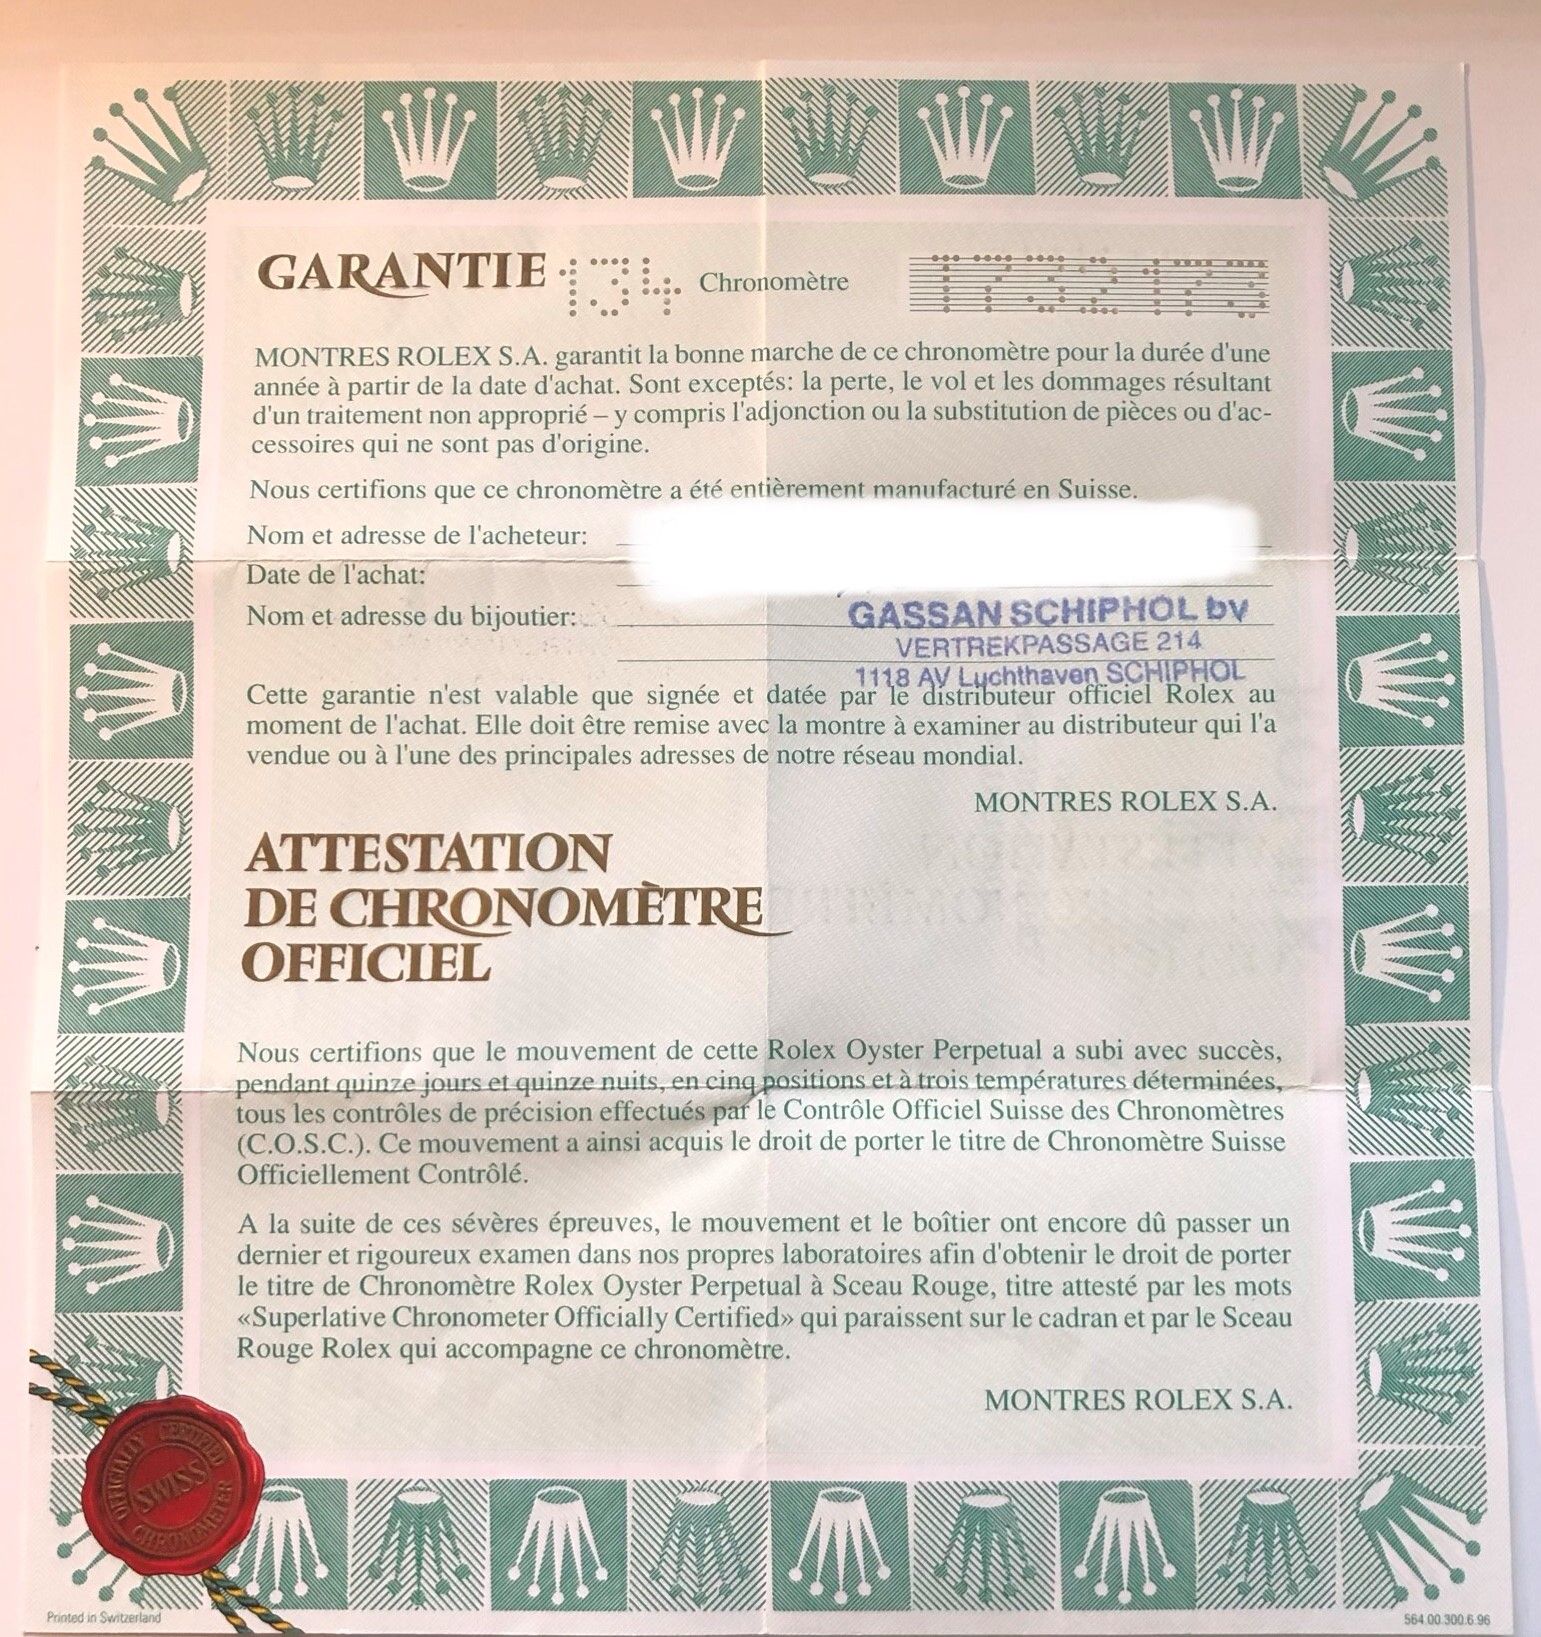 GARANTIE 134 Chronomètre
MONTRES ROLEX S.A. garantit la bonne marche de ce chronomètre pour la durée d'une
année à partir de la date d'achat. Sont exceptés: la perte, le vol et les dommages résultant
d'un traitement non approprié – y compris l'adjonction ou la substitution de pièces ou d'ac-
cessoires qui ne sont pas d'origine.
Nous certifions que ce chronomètre a été entièrement manufacturé en Suisse.
Nom et adresse de l'acheteur:
Date de l'achat:
Nom et adresse du bijoutier:
GASSAN SCHIPHOL bv
VERTREKPASSAGE 214
1118 AV Luchthaven SCHIPHOL
Cette garantie n'est valable que signée et datée par le distributeur officiel Rolex au
moment de l'achat. Elle doit être remise avec la montre à examiner au distributeur qui l'a
vendue ou à l'une des principales adresses de notre réseau mondial.
MONTRES ROLEX S.A.
ATTESTATION
DE CHRONOMÈTRE
OFFICIEL
Nous certifions que le mouvement de cette Rolex Oyster Perpetual a subi avec succès,
pendant quinze jours et quinze nuits, en cinq positions et à trois températures déterminées,
tous les contrôles de précision effectués par le Contrôle Officiel Suisse des Chronomètres
(C.O.S.C.). Ce mouvement a ainsi acquis le droit de porter le titre de Chronomètre Suisse
Officiellement Contrôlé.
A la suite de ces sévères épreuves, le mouvement et le boîtier ont encore dû passer un
dernier et rigoureux examen dans nos propres laboratoires afin d'obtenir le droit de porter
le titre de Chronomètre Rolex Oyster Perpetual à Sceau Rouge, titre attesté par les mots
«Superlative Chronometer Officially Certified» qui paraissent sur le cadran et par le Sceau
Rouge Rolex qui accompagne ce chronomètre.
MONTRES ROLEX S.A.
OFFICIALLY CERTIFIED
SWISS
CHRONOMETER
Printed in Switzerland
564.00.300.6.96